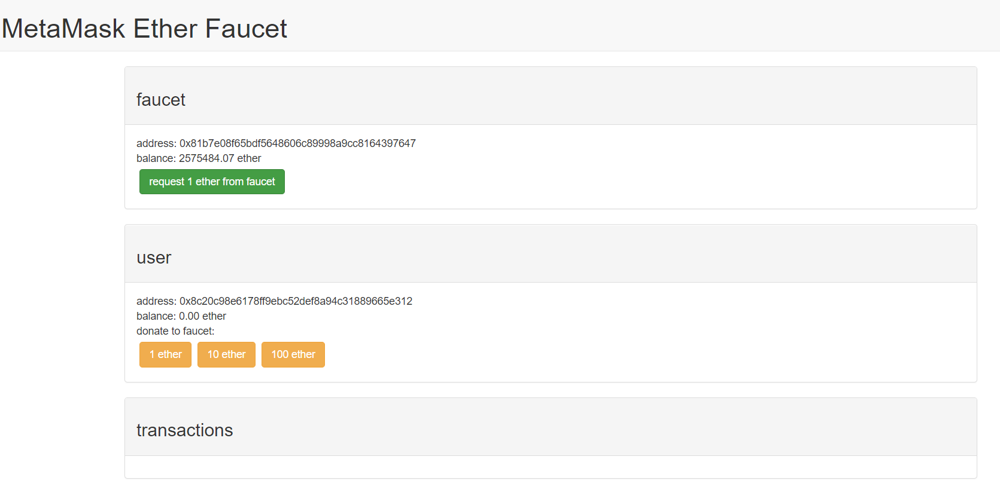 MetaMask Ether Faucet
faucet
address: 0x81b7e08f65bdf5648606c89998a9cc8164397647
balance: 2575484.07 ether
request 1 ether from faucet
user
address: 0x8c20c98e6178ff9ebc52def8a94c31889665e312
balance: 0.00 ether
donate to faucet:
1 ether 10 ether 100 ether
transactions